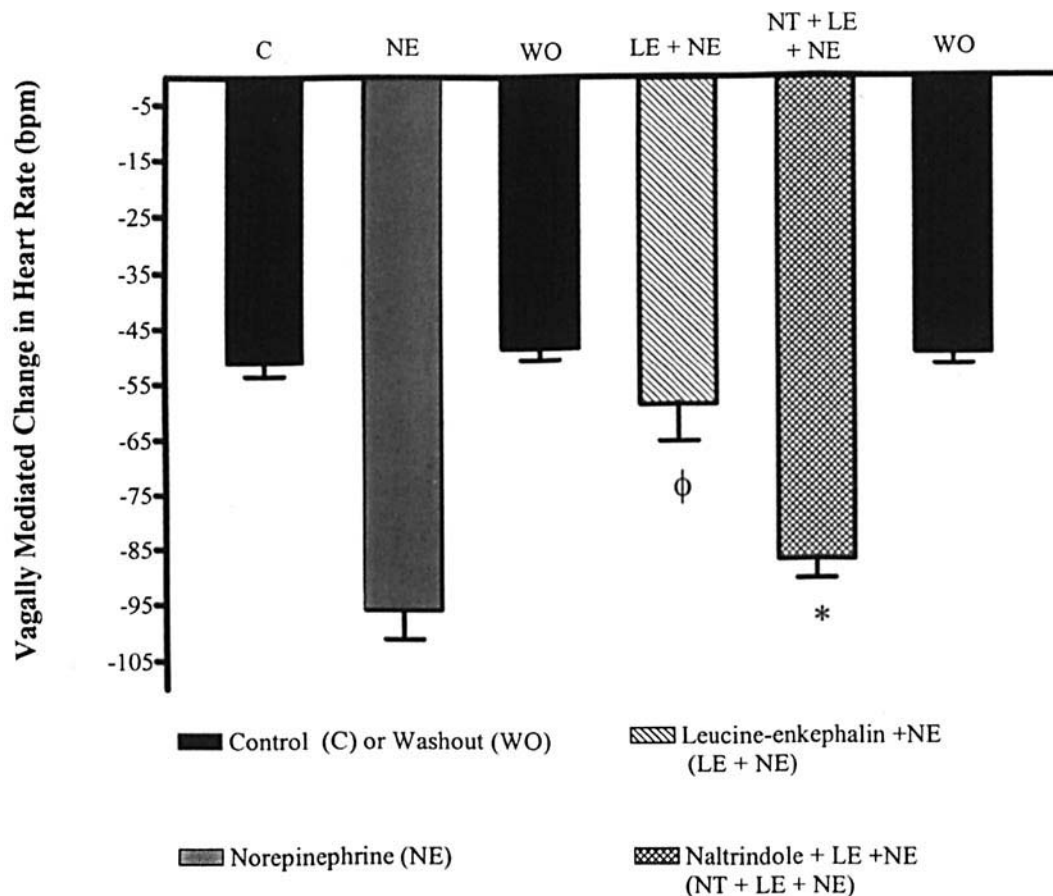 NT + LE
C NE WO LE + NE + NE WO
Vagally Mediated Change in Heart Rate (bpm)
-5
-15
-25
-35
-45
-55
-65
-75
-85
-95
-105
ϕ
*
Control (C) or Washout (WO)
Leucine-enkephalin +NE
(LE + NE)
Norepinephrine (NE)
Naltrindole + LE +NE
(NT + LE + NE)